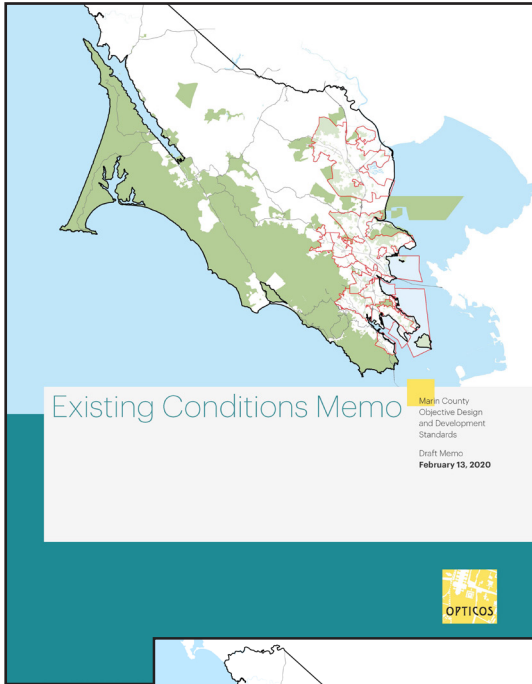 Existing Conditions Memo
Marin County
Objective Design
and Development
Standards
Draft Memo
February 13, 2020
OPTICOS